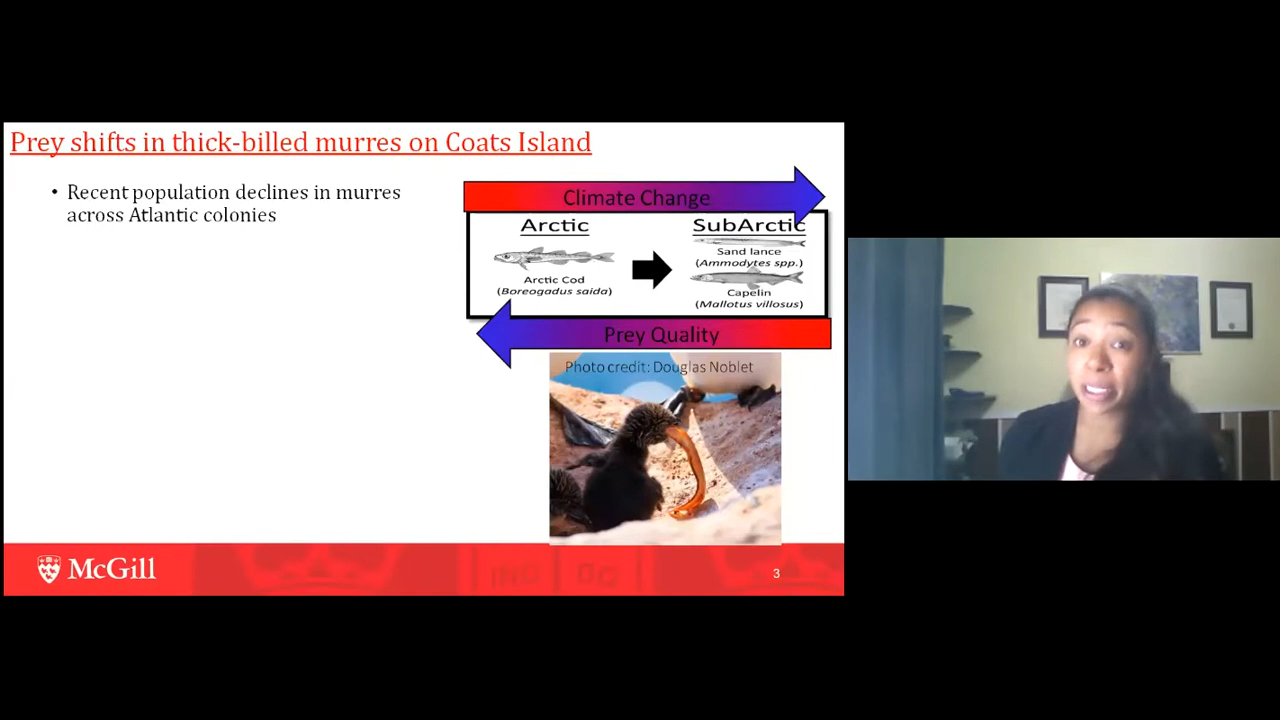 Prey shifts in thick-billed murres on Coats Island
• Recent population declines in murres
across Atlantic colonies
Climate Change
Arctic
Arctic Cod
(Boreogadus saida)
SubArctic
Sand lance
(Ammodytes spp.)
Capelin
(Mallotus villosus)
Prey Quality
Photo credit: Douglas Noblet
McGill
3